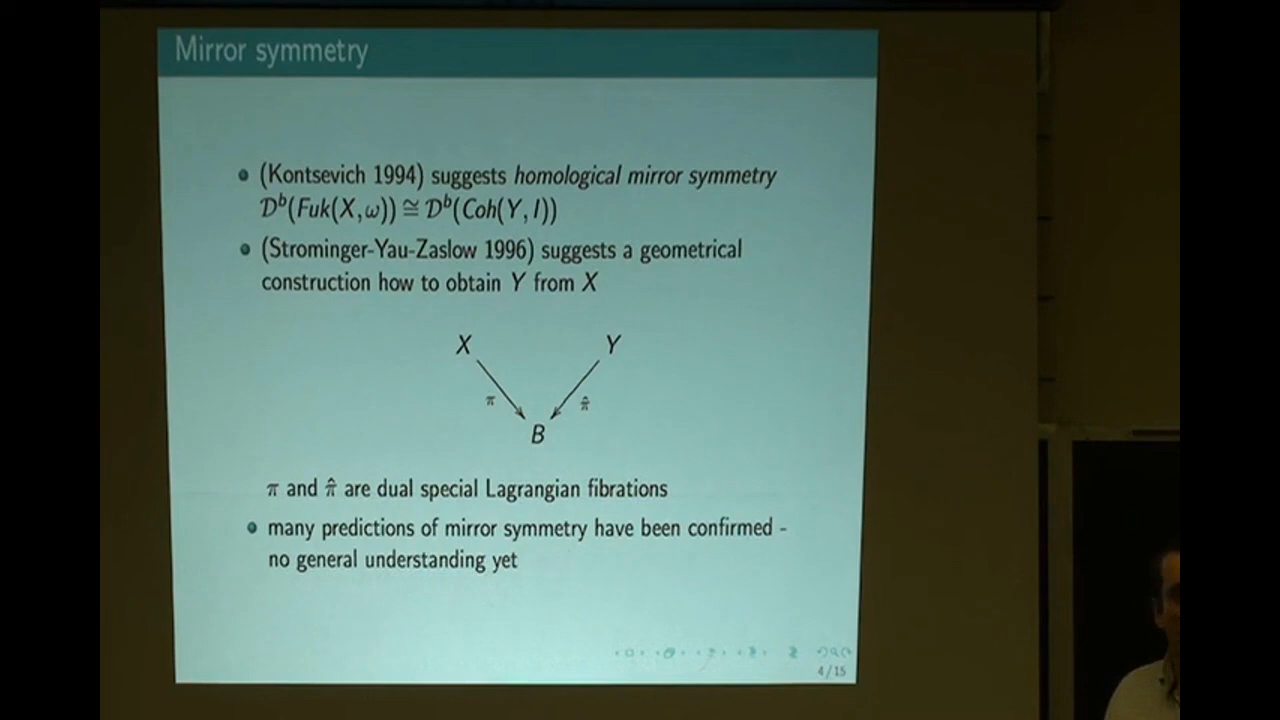 Mirror symmetry
(Kontsevich 1994) suggests homological mirror symmetry
𝒟ᵇ(Fuk(X,ω)) ≅ 𝒟ᵇ(Coh(Y, I))
(Strominger-Yau-Zaslow 1996) suggests a geometrical
construction how to obtain Y from X
X Y
π π̂
B
π and π̂ are dual special Lagrangian fibrations
many predictions of mirror symmetry have been confirmed -
no general understanding yet
4/15